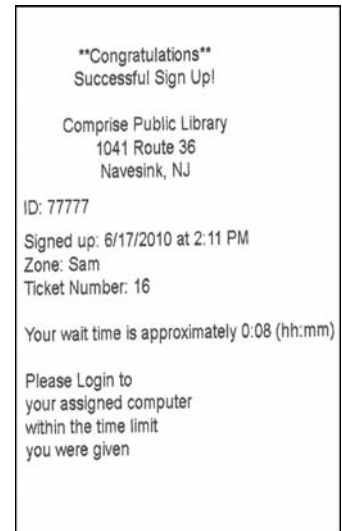 **Congratulations**
Successful Sign Up!
Comprise Public Library
1041 Route 36
Navesink, NJ
ID: 77777
Signed up: 6/17/2010 at 2:11 PM
Zone: Sam
Ticket Number: 16
Your wait time is approximately 0:08 (hh:mm)
Please Login to
your assigned computer
within the time limit
you were given